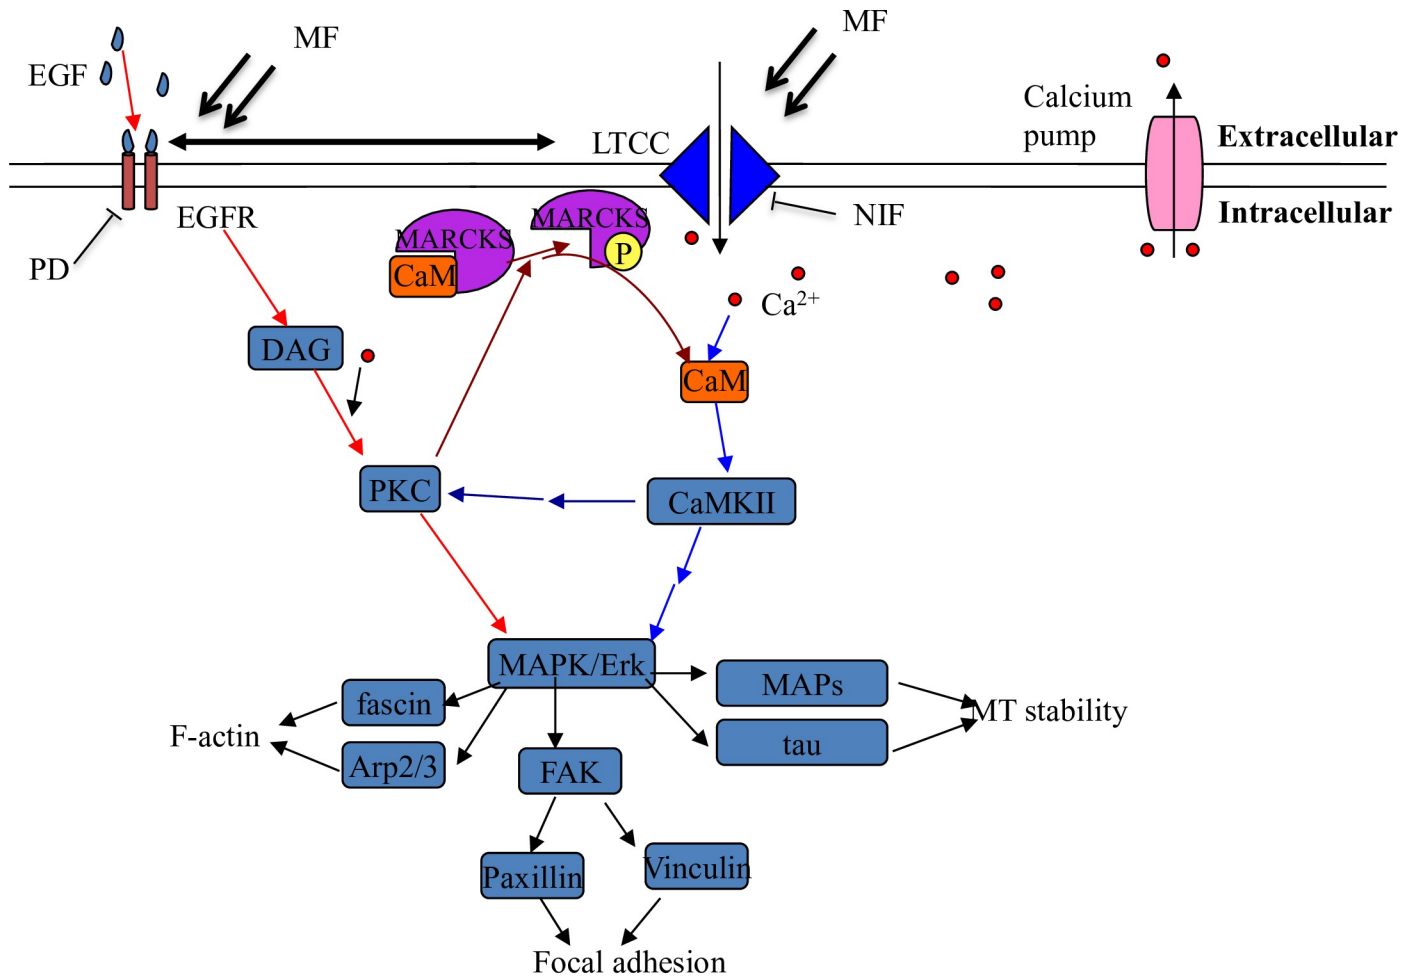 MF
MF
EGF
Calcium
pump
Extracellular
LTCC
Intracellular
EGFR
MARCKS
MARCKS
NIF
PD
CaM
P
Ca2+
DAG
CaM
PKC
CaMKII
MAPK/Erk
MAPs
fascin
MT stability
F-actin
tau
Arp2/3
FAK
Paxillin
Vinculin
Focal adhesion